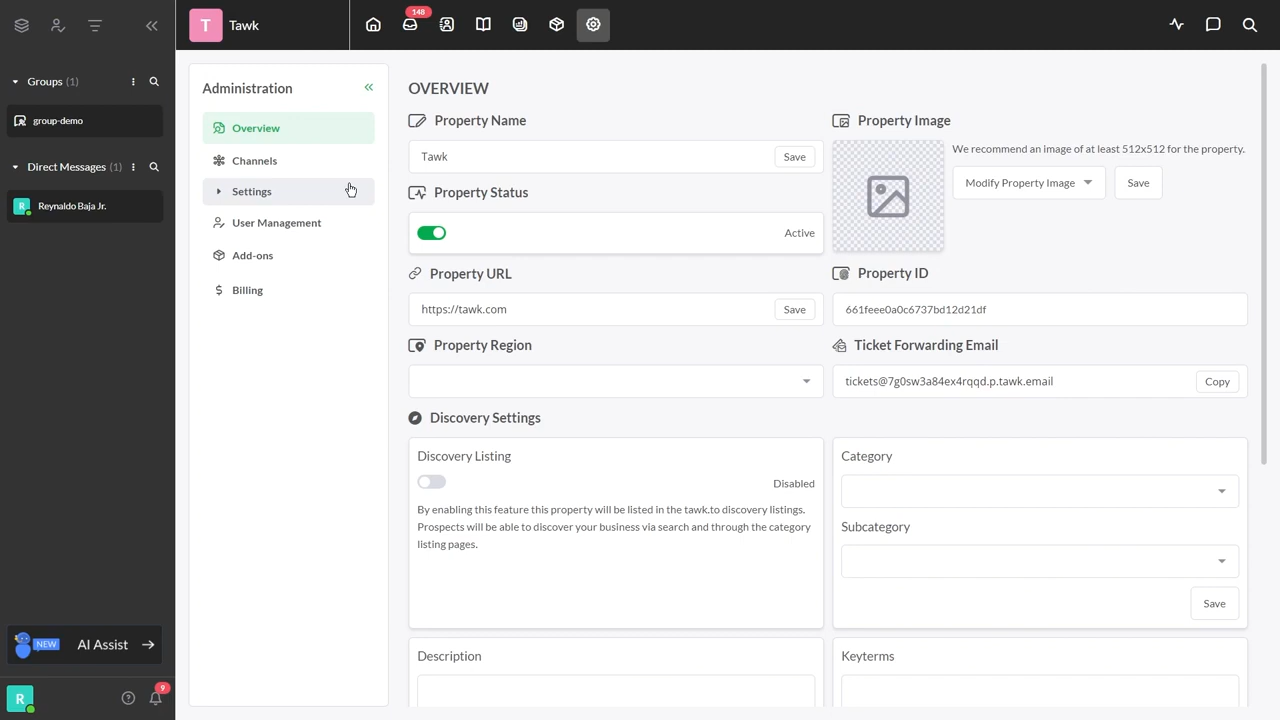 T
Tawk
148
Groups (1)
group-demo
Direct Messages (1)
Reynaldo Baja Jr.
NEW
AI Assist
R
9
Administration
Overview
Channels
Settings
User Management
Add-ons
Billing
OVERVIEW
Property Name
Tawk
Save
Property Status
Active
Property URL
https://tawk.com
Save
Property Region
Property Image
We recommend an image of at least 512x512 for the property.
Modify Property Image
Save
Property ID
661feee0a0c6737bd12d21df
Ticket Forwarding Email
tickets@7g0sw3a84ex4rqqd.p.tawk.email
Copy
Discovery Settings
Discovery Listing
Disabled
By enabling this feature this property will be listed in the tawk.to discovery listings.
Prospects will be able to discover your business via search and through the category
listing pages.
Category
Subcategory
Save
Description
Keyterms